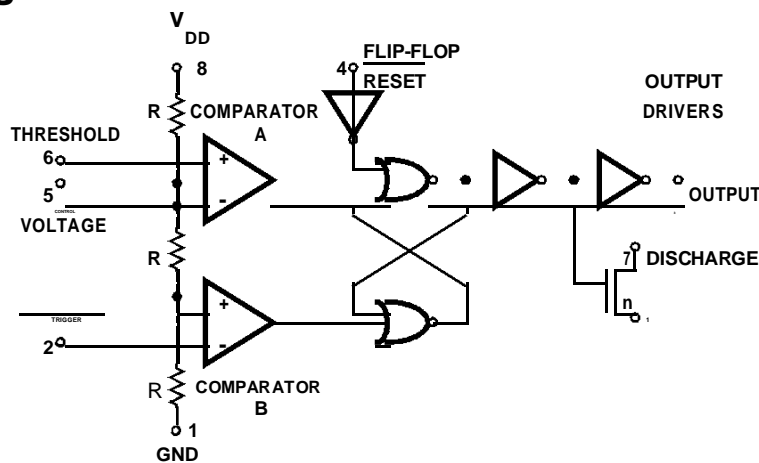 V
DD
8
4
FLIP-FLOP
RESET
OUTPUT
DRIVERS
R
COMPARATOR
A
THRESHOLD
6
+
5
-
CONTROL
VOLTAGE
OUTPUT
R
7
DISCHARGE
n
1
+
TRIGGER
2
-
R
COMPARATOR
B
1
GND